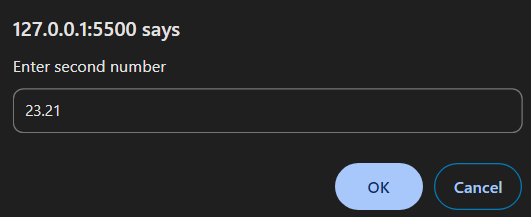 127.0.0.1:5500 says
Enter second number
23.21
OK Cancel